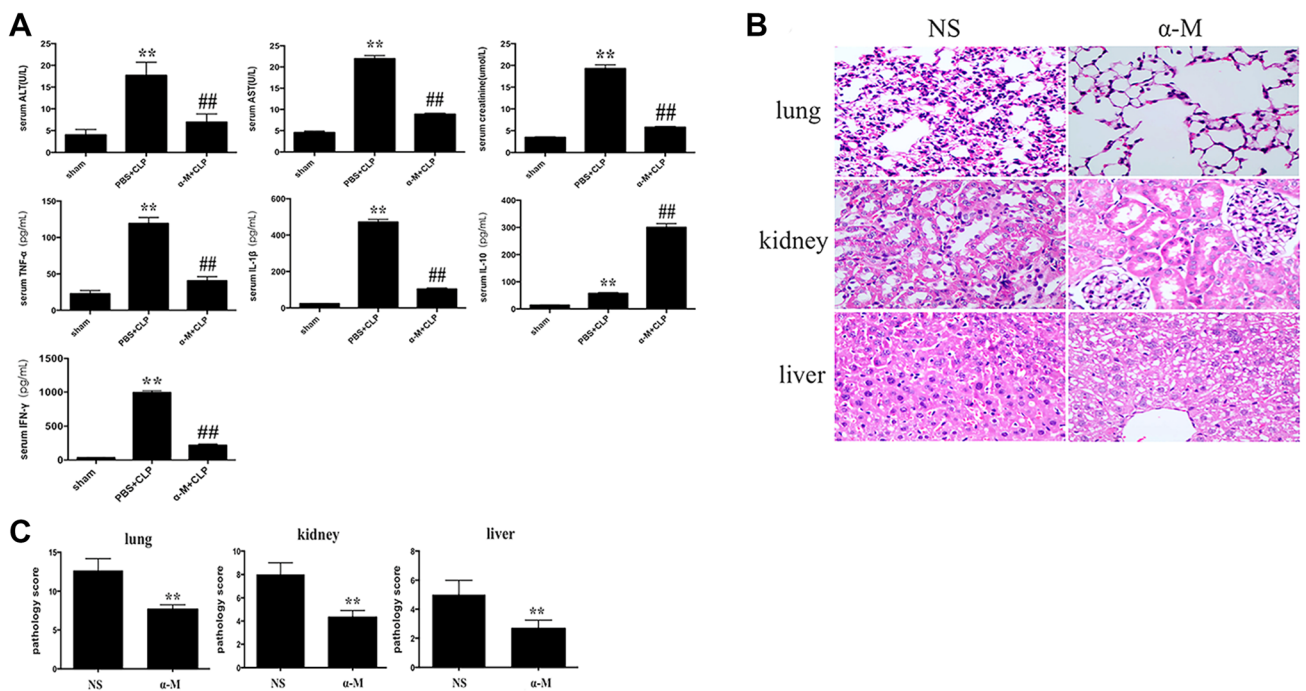 A
serum ALT(U/L)
25
20
15
10
5
0
**
##
sham
PBS+CLP
α-M+CLP
serum AST(U/L)
25
20
15
10
5
0
**
##
sham
PBS+CLP
α-M+CLP
serum creatinine(umol/L)
25
20
15
10
5
0
**
##
sham
PBS+CLP
α-M+CLP
serum TNF-α (pg/mL)
150
100
50
0
**
##
sham
PBS+CLP
α-M+CLP
serum IL-1β (pg/mL)
600
400
200
0
**
##
sham
PBS+CLP
α-M+CLP
serum IL-10 (pg/mL)
400
300
200
100
0
**
##
sham
PBS+CLP
α-M+CLP
serum IFN-γ (pg/mL)
1500
1000
500
0
**
##
sham
PBS+CLP
α-M+CLP
B
NS α-M
lung
kidney
liver
C
lung
pathology score
15
10
5
0
**
NS α-M
kidney
pathology score
10
8
6
4
2
0
**
NS α-M
liver
pathology score
8
6
4
2
0
**
NS α-M